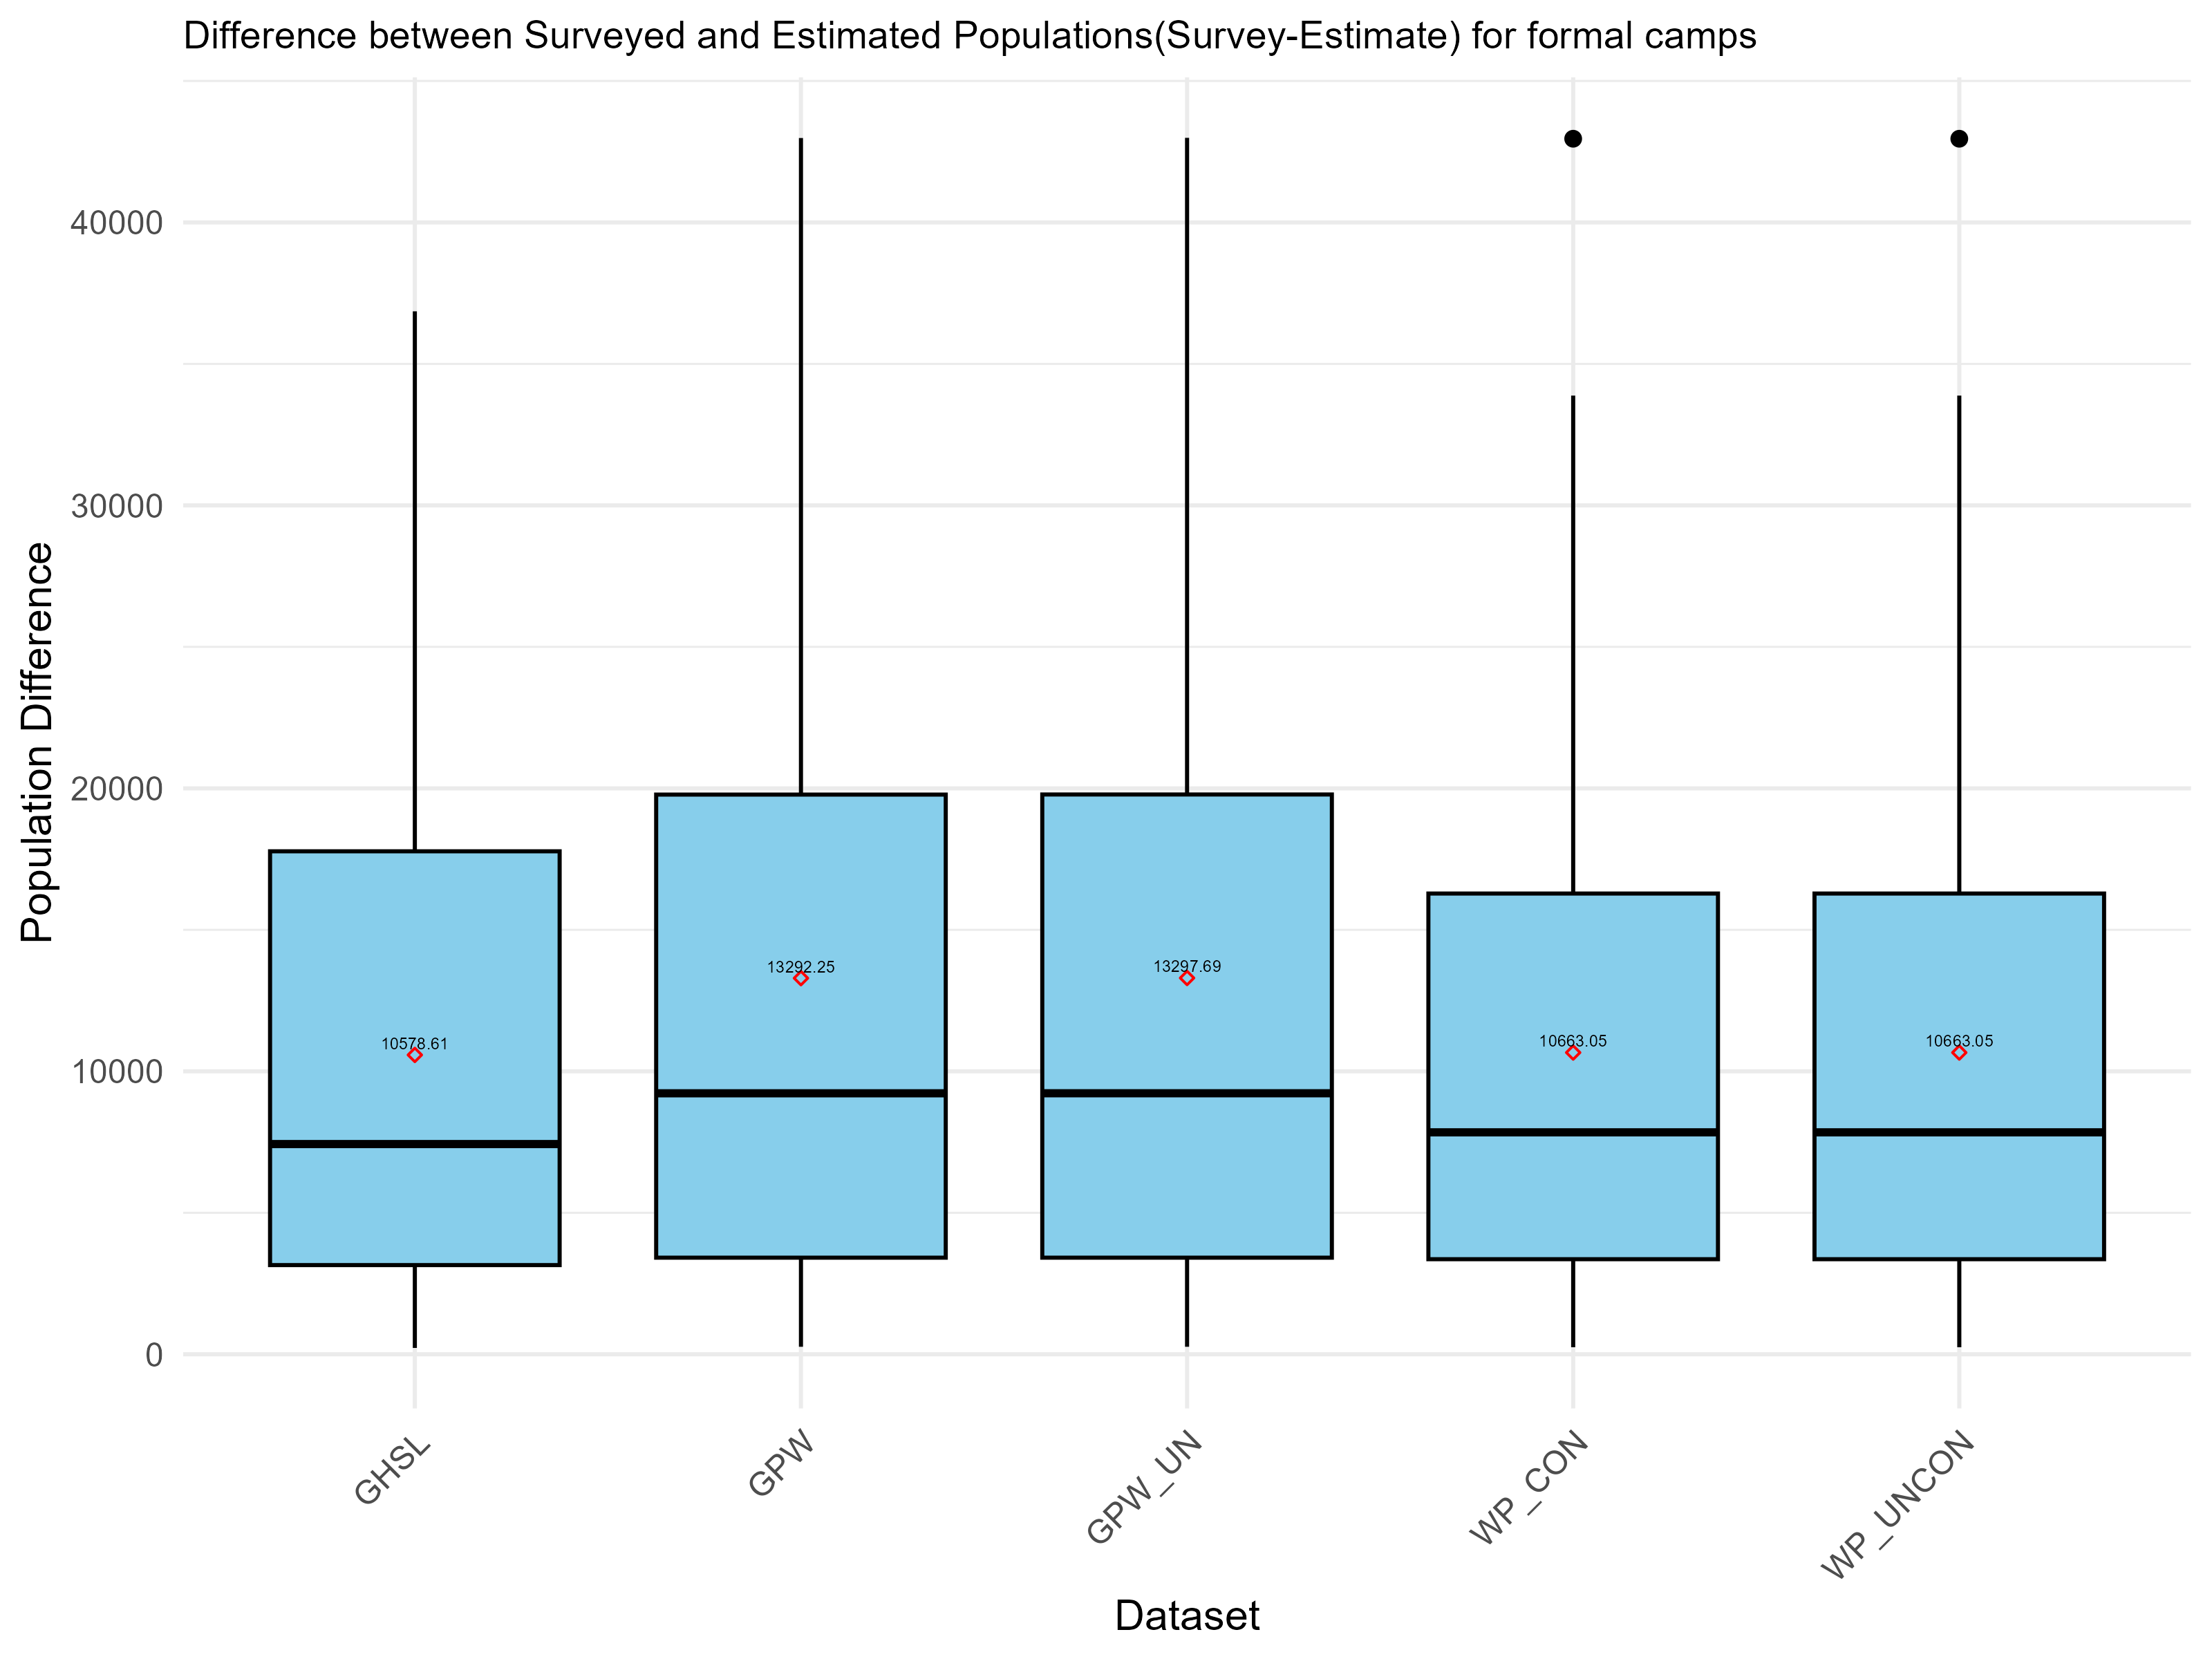 Difference between Surveyed and Estimated Populations(Survey-Estimate) for formal camps
Population Difference
40000
30000
20000
10000
0
10578.61
13292.25
13297.69
10663.05
10663.05
GHSL
GPW
GPW_UN
WP_CON
WP_UNCON
Dataset